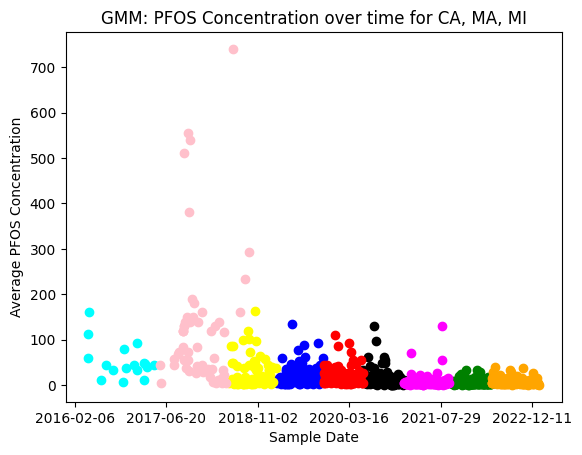 GMM: PFOS Concentration over time for CA, MA, MI
Average PFOS Concentration
700
600
500
400
300
200
100
0
2016-02-06 2017-06-20 2018-11-02 2020-03-16 2021-07-29 2022-12-11
Sample Date